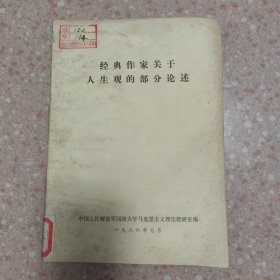 经典作家关于
人生观的部分论述
中国人民解放军国防大学马克思主义理论教研室编
一九八六年七月